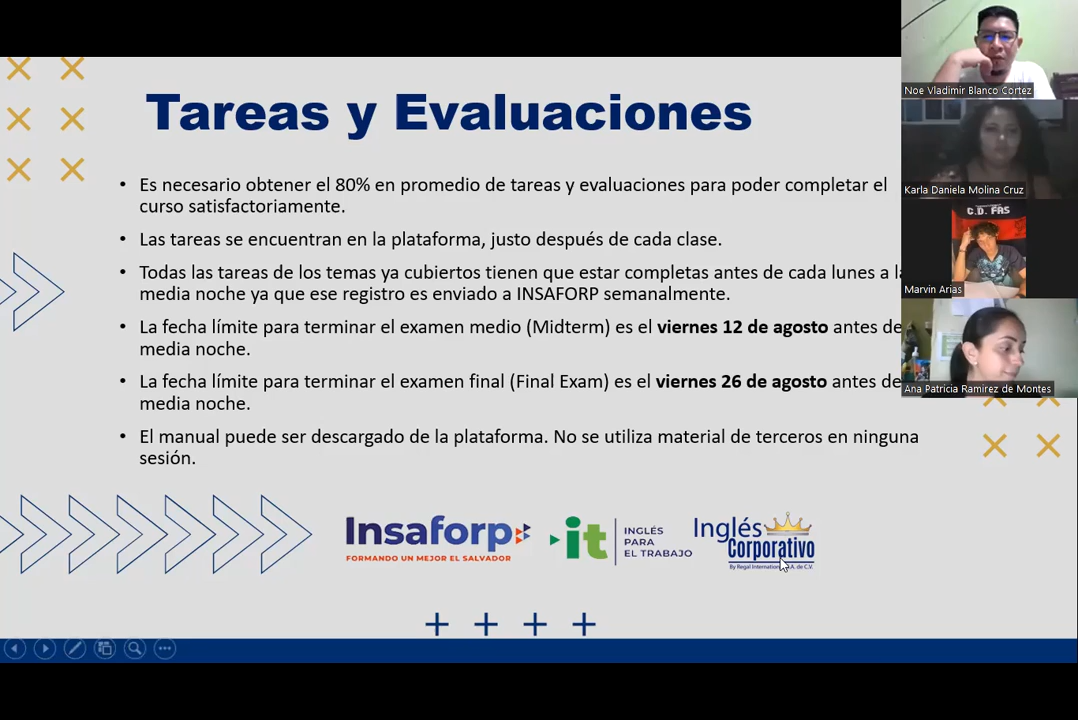 Tareas y Evaluaciones
• Es necesario obtener el 80% en promedio de tareas y evaluaciones para poder completar el
curso satisfactoriamente.
• Las tareas se encuentran en la plataforma, justo después de cada clase.
• Todas las tareas de los temas ya cubiertos tienen que estar completas antes de cada lunes a la
media noche ya que ese registro es enviado a INSAFORP semanalmente.
• La fecha límite para terminar el examen medio (Midterm) es el viernes 12 de agosto antes de
media noche.
• La fecha límite para terminar el examen final (Final Exam) es el viernes 26 de agosto antes de
media noche.
• El manual puede ser descargado de la plataforma. No se utiliza material de terceros en ninguna
sesión.
Insaforp
FORMANDO UN MEJOR EL SALVADOR
it
INGLÉS
PARA
EL TRABAJO
Inglés
Corporativo
By Regal International S.A. de C.V.
Noe Vladimir Blanco Cortez
Karla Daniela Molina Cruz
C.D. FAS
Marvin Arias
Ana Patricia Ramirez de Montes